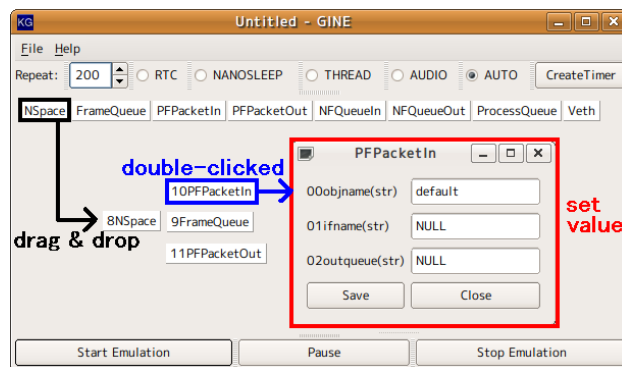 KG Untitled - GINE
File Help
Repeat: 200 RTC NANOSLEEP THREAD AUDIO AUTO CreateTimer
NSpace FrameQueue PFPacketIn PFPacketOut NFQueueIn NFQueueOut ProcessQueue Veth
PFPacketIn
double-clicked
10PFPacketIn
00objname(str) default
set
value
8NSpace 9FrameQueue
01ifname(str) NULL
drag & drop
11PFPacketOut
02outqueue(str) NULL
Save Close
Start Emulation Pause Stop Emulation